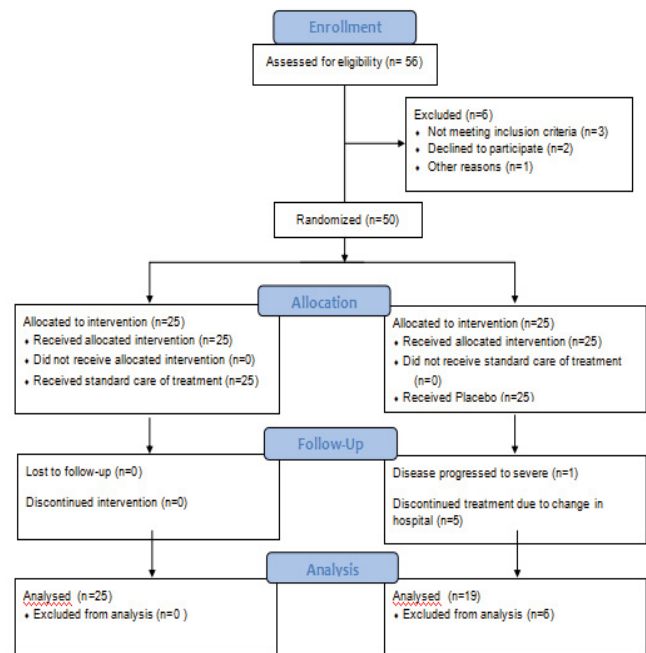 Enrollment
Assessed for eligibility (n= 56)
Excluded (n=6)
♦ Not meeting inclusion criteria (n=3)
♦ Declined to participate (n=2)
♦ Other reasons (n=1)
Randomized (n=50)
Allocation
Allocated to intervention (n=25)
♦ Received allocated intervention (n=25)
♦ Did not receive allocated intervention (n=0)
♦ Received standard care of treatment (n=25)
Allocated to intervention (n=25)
♦ Received allocated intervention (n=25)
♦ Did not receive standard care of treatment
(n=0)
♦ Received Placebo (n=25)
Follow-Up
Lost to follow-up (n=0)
Discontinued intervention (n=0)
Disease progressed to severe (n=1)
Discontinued treatment due to change in
hospital (n=5)
Analysis
Analysed (n=25)
♦ Excluded from analysis (n=0 )
Analysed (n=19)
♦ Excluded from analysis (n=6)